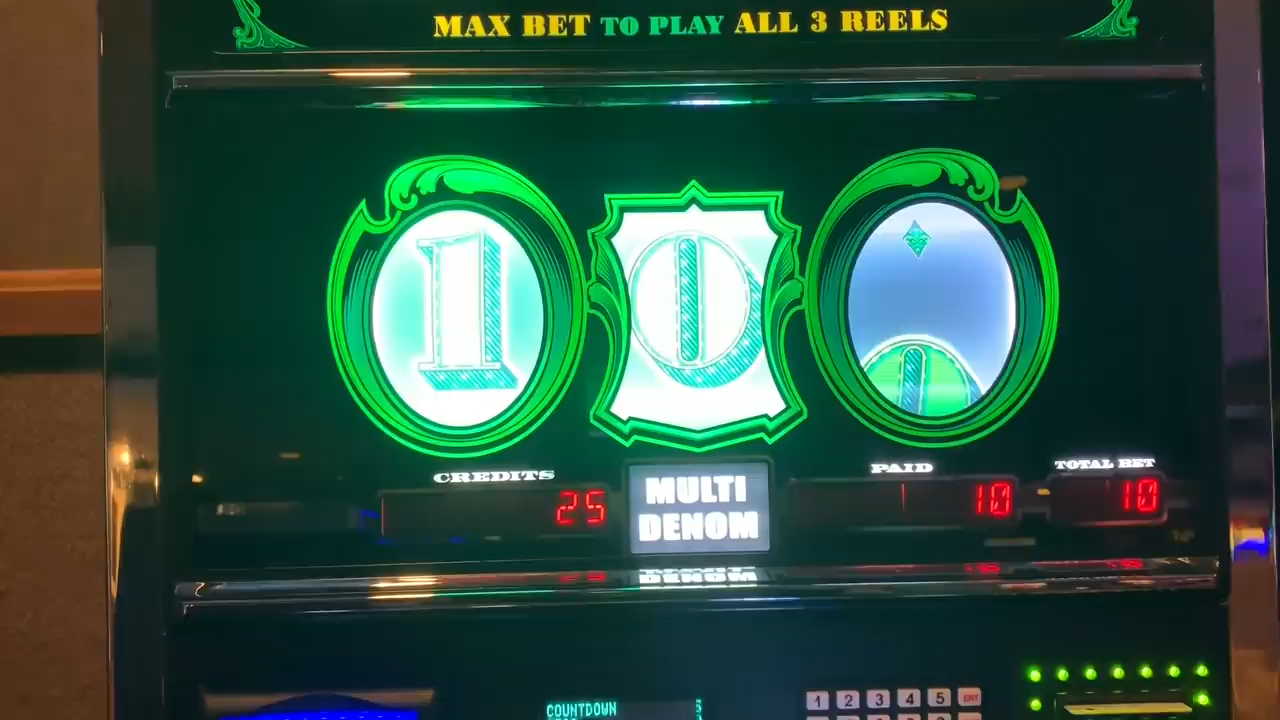 MAX BET TO PLAY ALL 3 REELS
1 0 0
CREDITS
PAID
TOTAL BET
25
MULTI
DENOM
10
10
COUNTDOWN
1 2 3 4 5